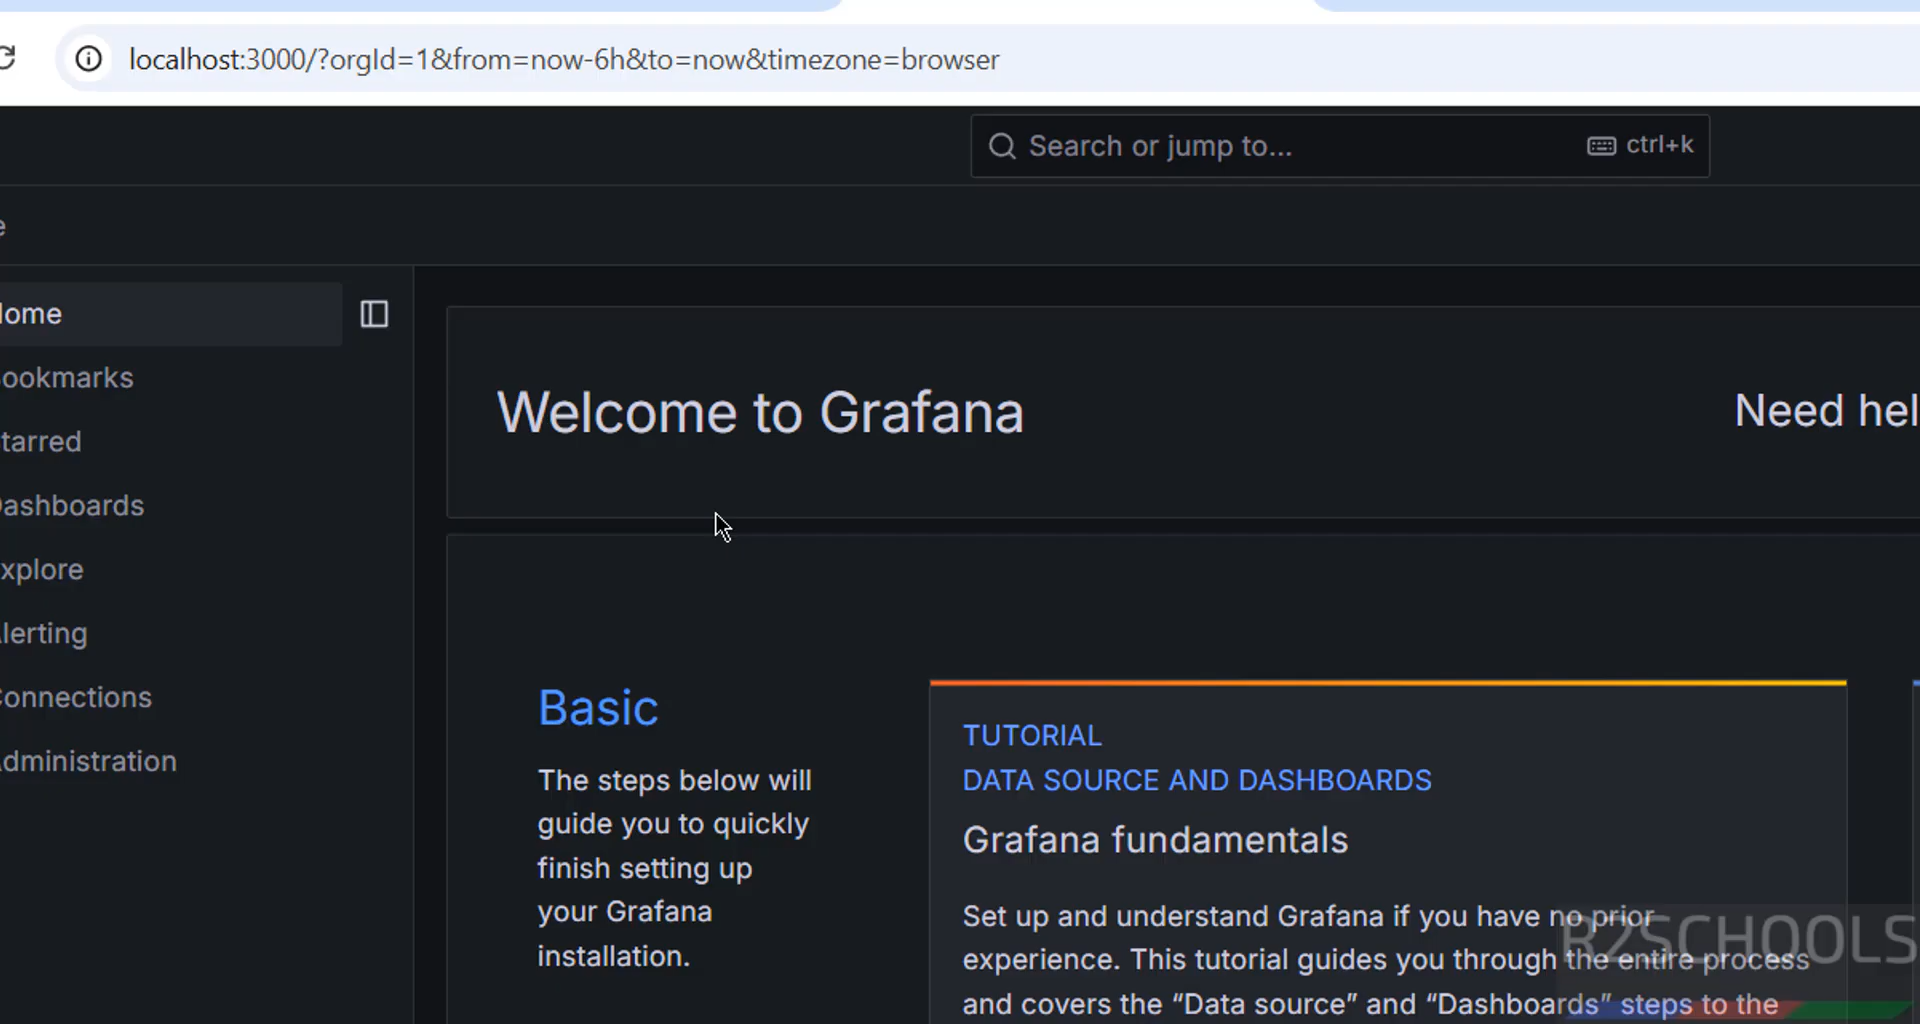 localhost:3000/?orgId=1&from=now-6h&to=now&timezone=browser
Search or jump to...
ctrl+k
e
ome
ookmarks
tarred
ashboards
xplore
lerting
onnections
dministration
Welcome to Grafana
Need hel
Basic
The steps below will
guide you to quickly
finish setting up
your Grafana
installation.
TUTORIAL
DATA SOURCE AND DASHBOARDS
Grafana fundamentals
Set up and understand Grafana if you have no prior
experience. This tutorial guides you through the entire process
and covers the “Data source” and “Dashboards” steps to the
R2SCHOOLS